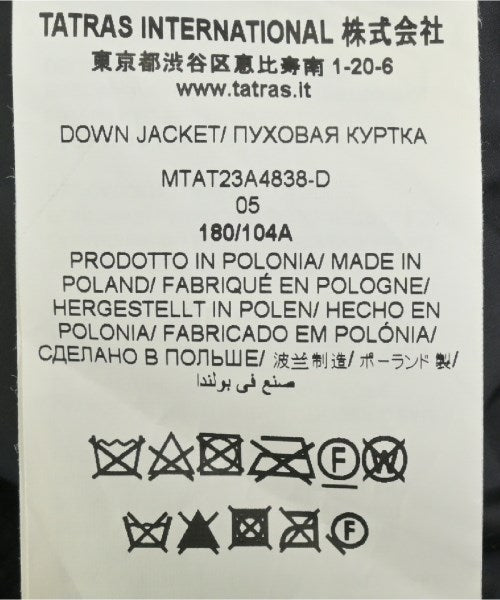 TATRAS INTERNATIONAL 株式会社
東京都渋谷区恵比寿南 1-20-6
www.tatras.it
DOWN JACKET/ ПУХОВАЯ КУРТКА
MTAT23A4838-D
05
180/104A
PRODOTTO IN POLONIA/ MADE IN
POLAND/ FABRIQUÉ EN POLOGNE/
HERGESTELLT IN POLEN/ HECHO EN
POLONIA/ FABRICADO EM POLÓNIA/
СДЕЛАНО В ПОЛЬШЕ/ 波兰制造/ ポーランド 製/
صنع في بولندا
F W
F